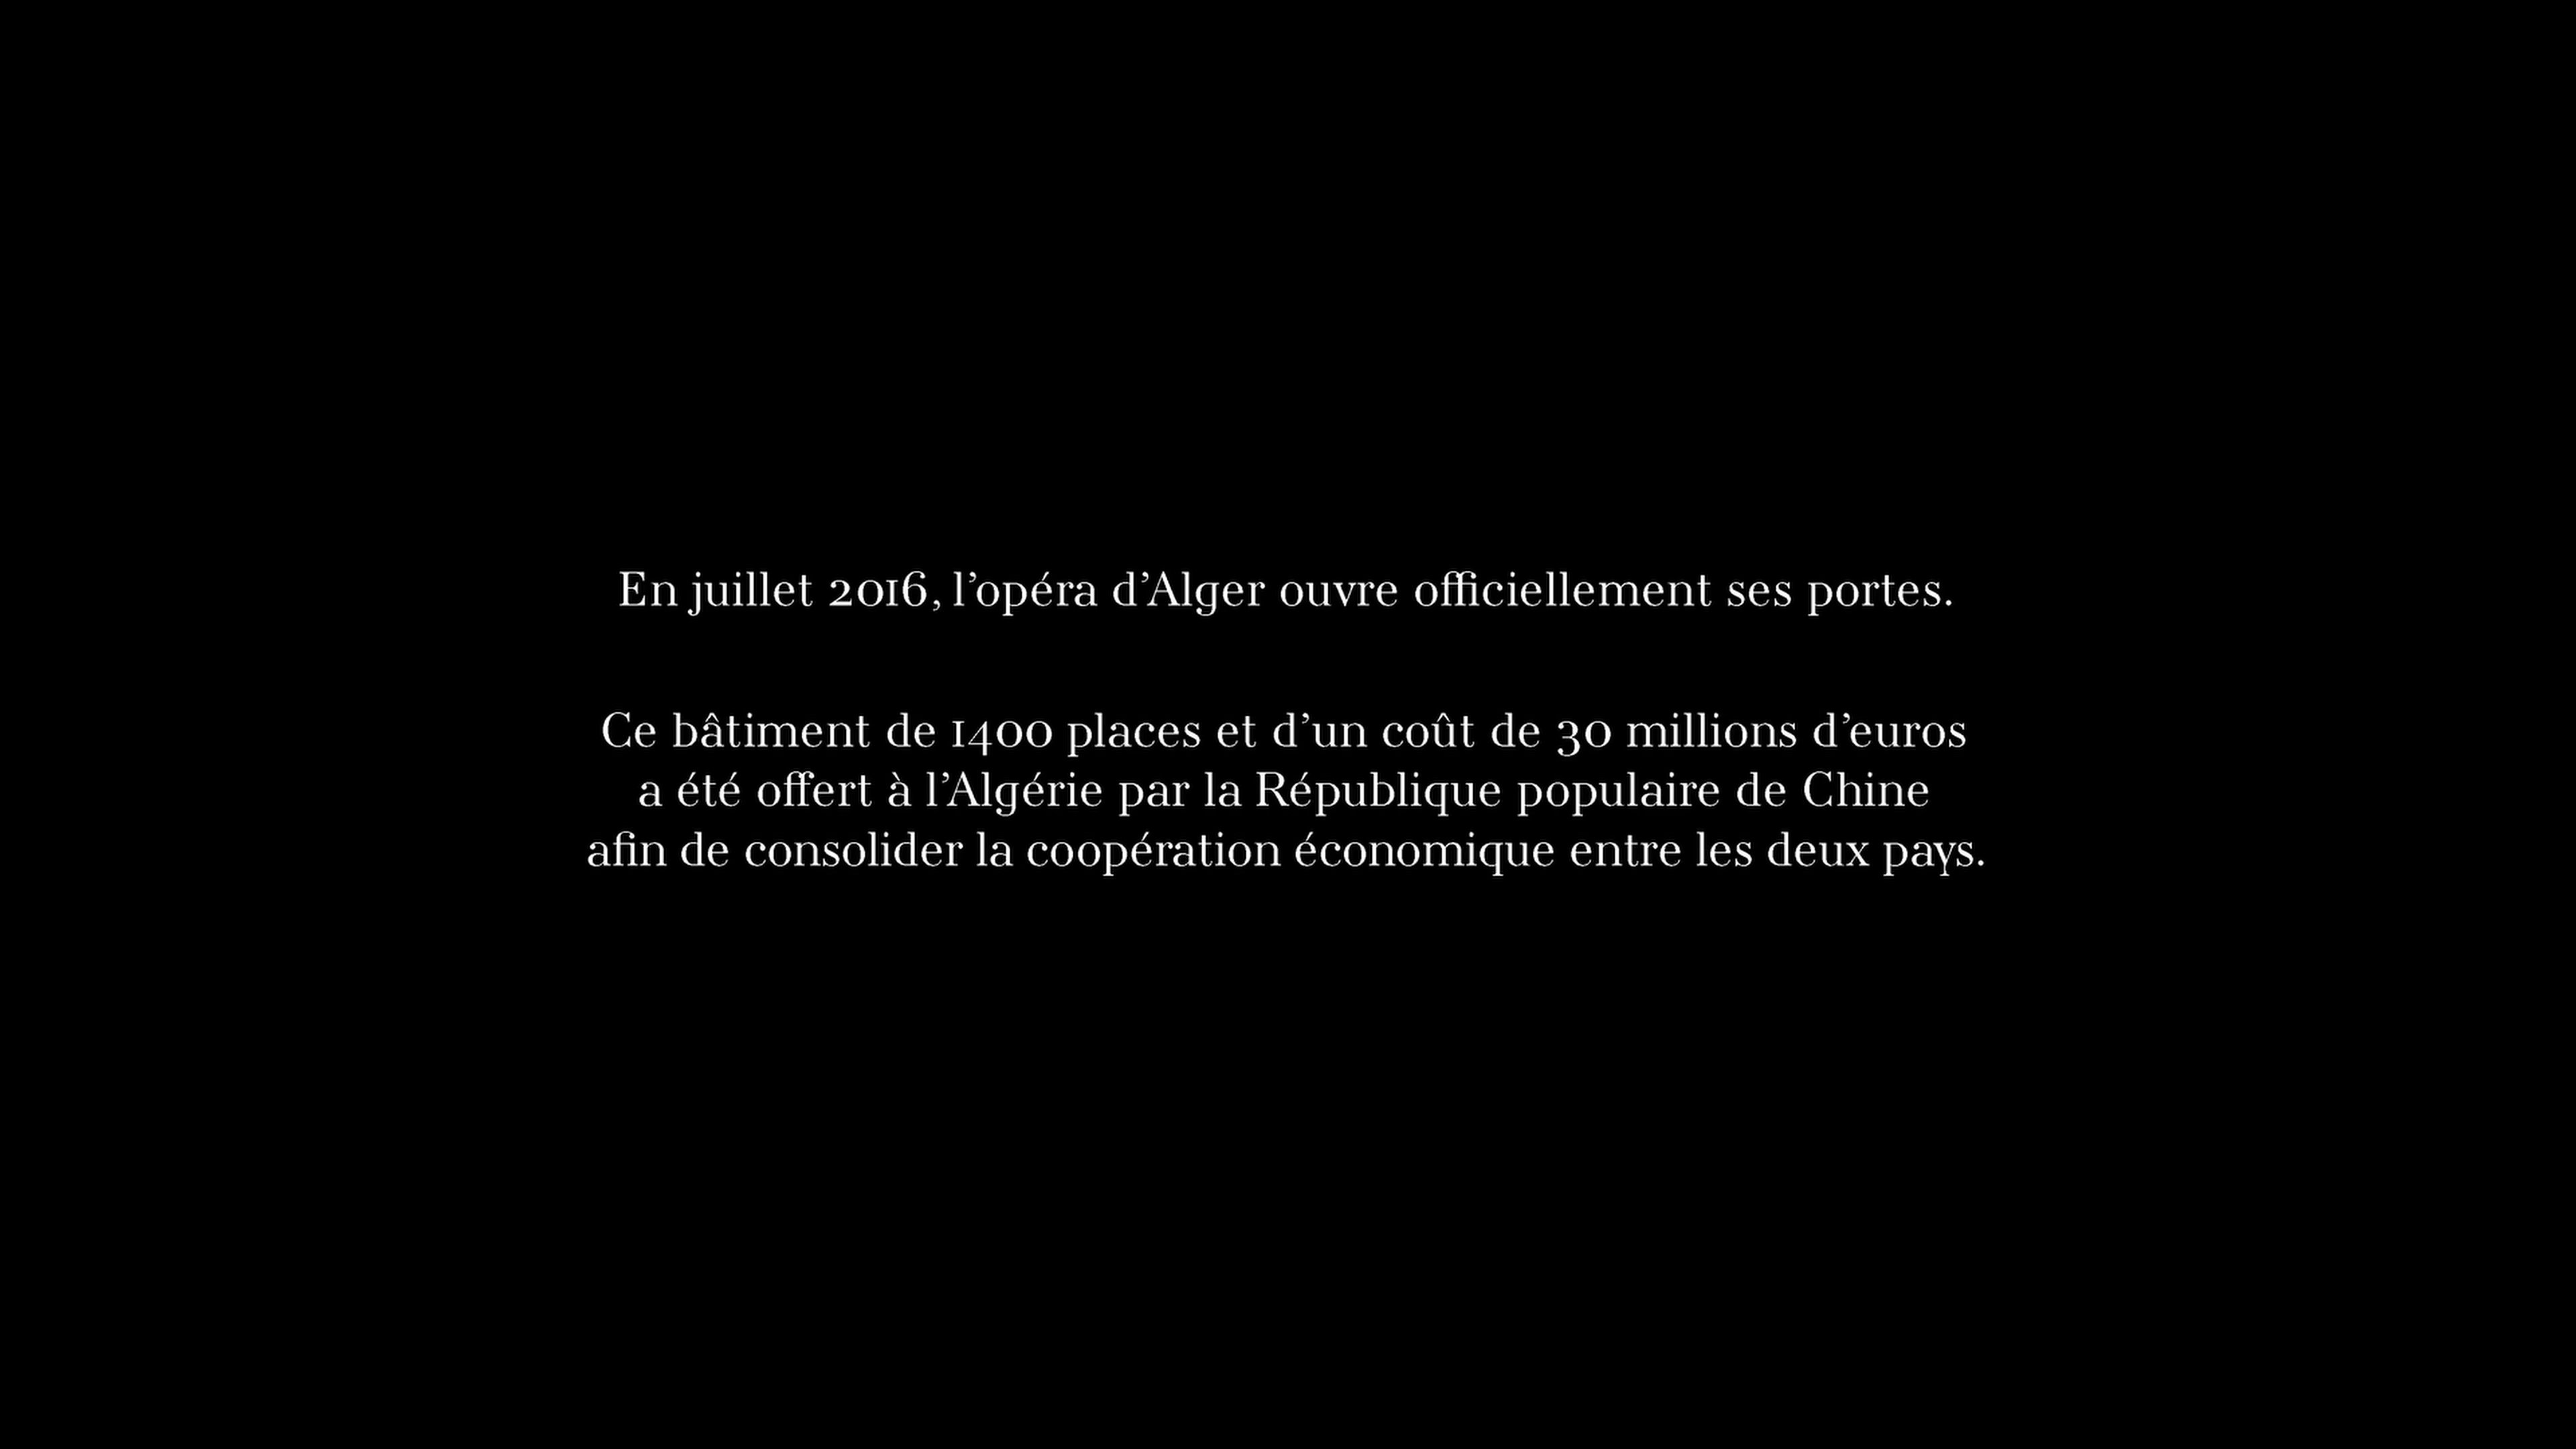 En juillet 2016, l’opéra d’Alger ouvre officiellement ses portes.
Ce bâtiment de 1400 places et d’un coût de 30 millions d’euros
a été offert à l’Algérie par la République populaire de Chine
afin de consolider la coopération économique entre les deux pays.